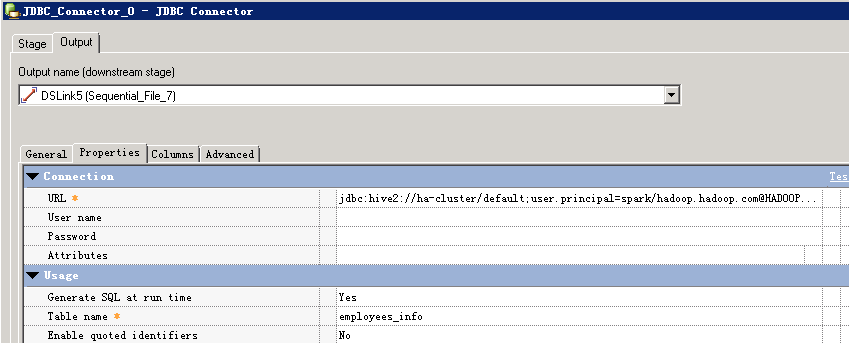 JDBC_Connector_0 - JDBC Connector
Stage Output
Output name (downstream stage)
DSLink5 (Sequential_File_7)
General Properties Columns Advanced
Connection Tes
URL * jdbc:hive2://ha-cluster/default;user.principal=spark/hadoop.hadoop.com@HADOOP...
User name
Password
Attributes
Usage
Generate SQL at run time Yes
Table name * employees_info
Enable quoted identifiers No